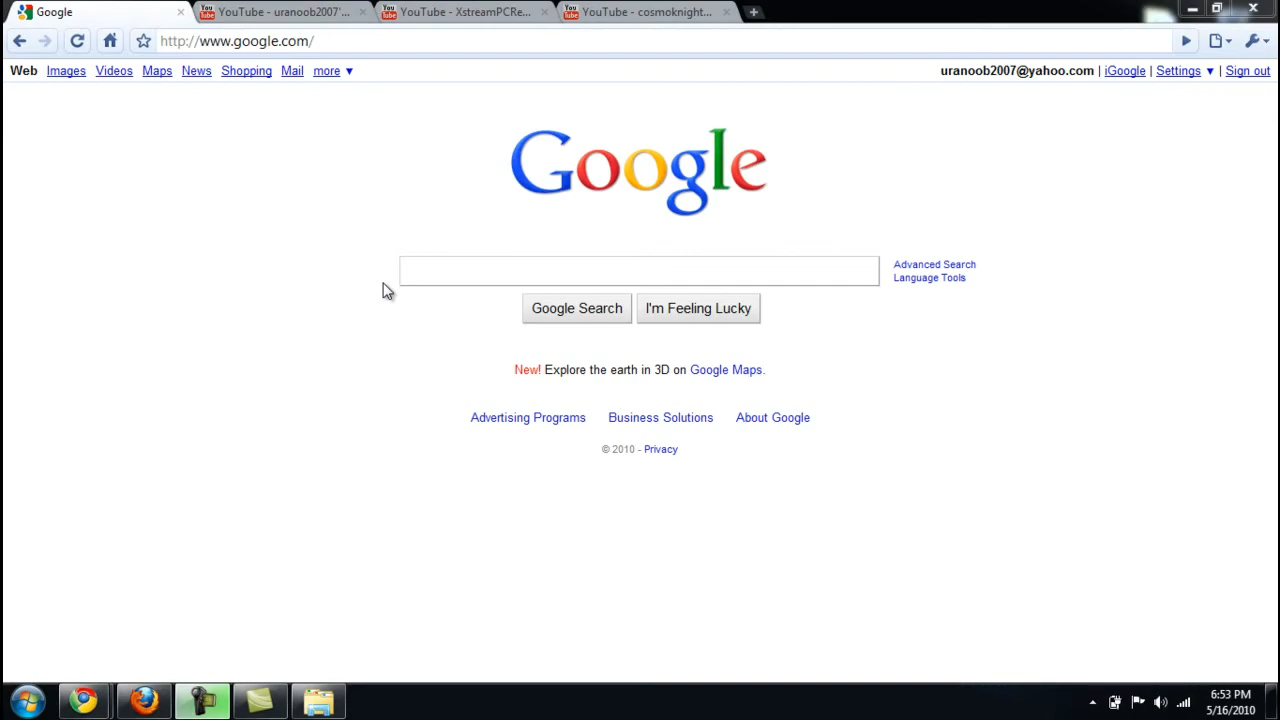 Google YouTube - uranoob2007'... YouTube - XstreamPCRe... YouTube - cosmoknight...
http://www.google.com/
Web Images Videos Maps News Shopping Mail more ▼ uranoob2007@yahoo.com | iGoogle | Settings ▼ | Sign out
Google
Advanced Search
Language Tools
Google Search I'm Feeling Lucky
New! Explore the earth in 3D on Google Maps.
Advertising Programs Business Solutions About Google
© 2010 - Privacy
6:53 PM
5/16/2010